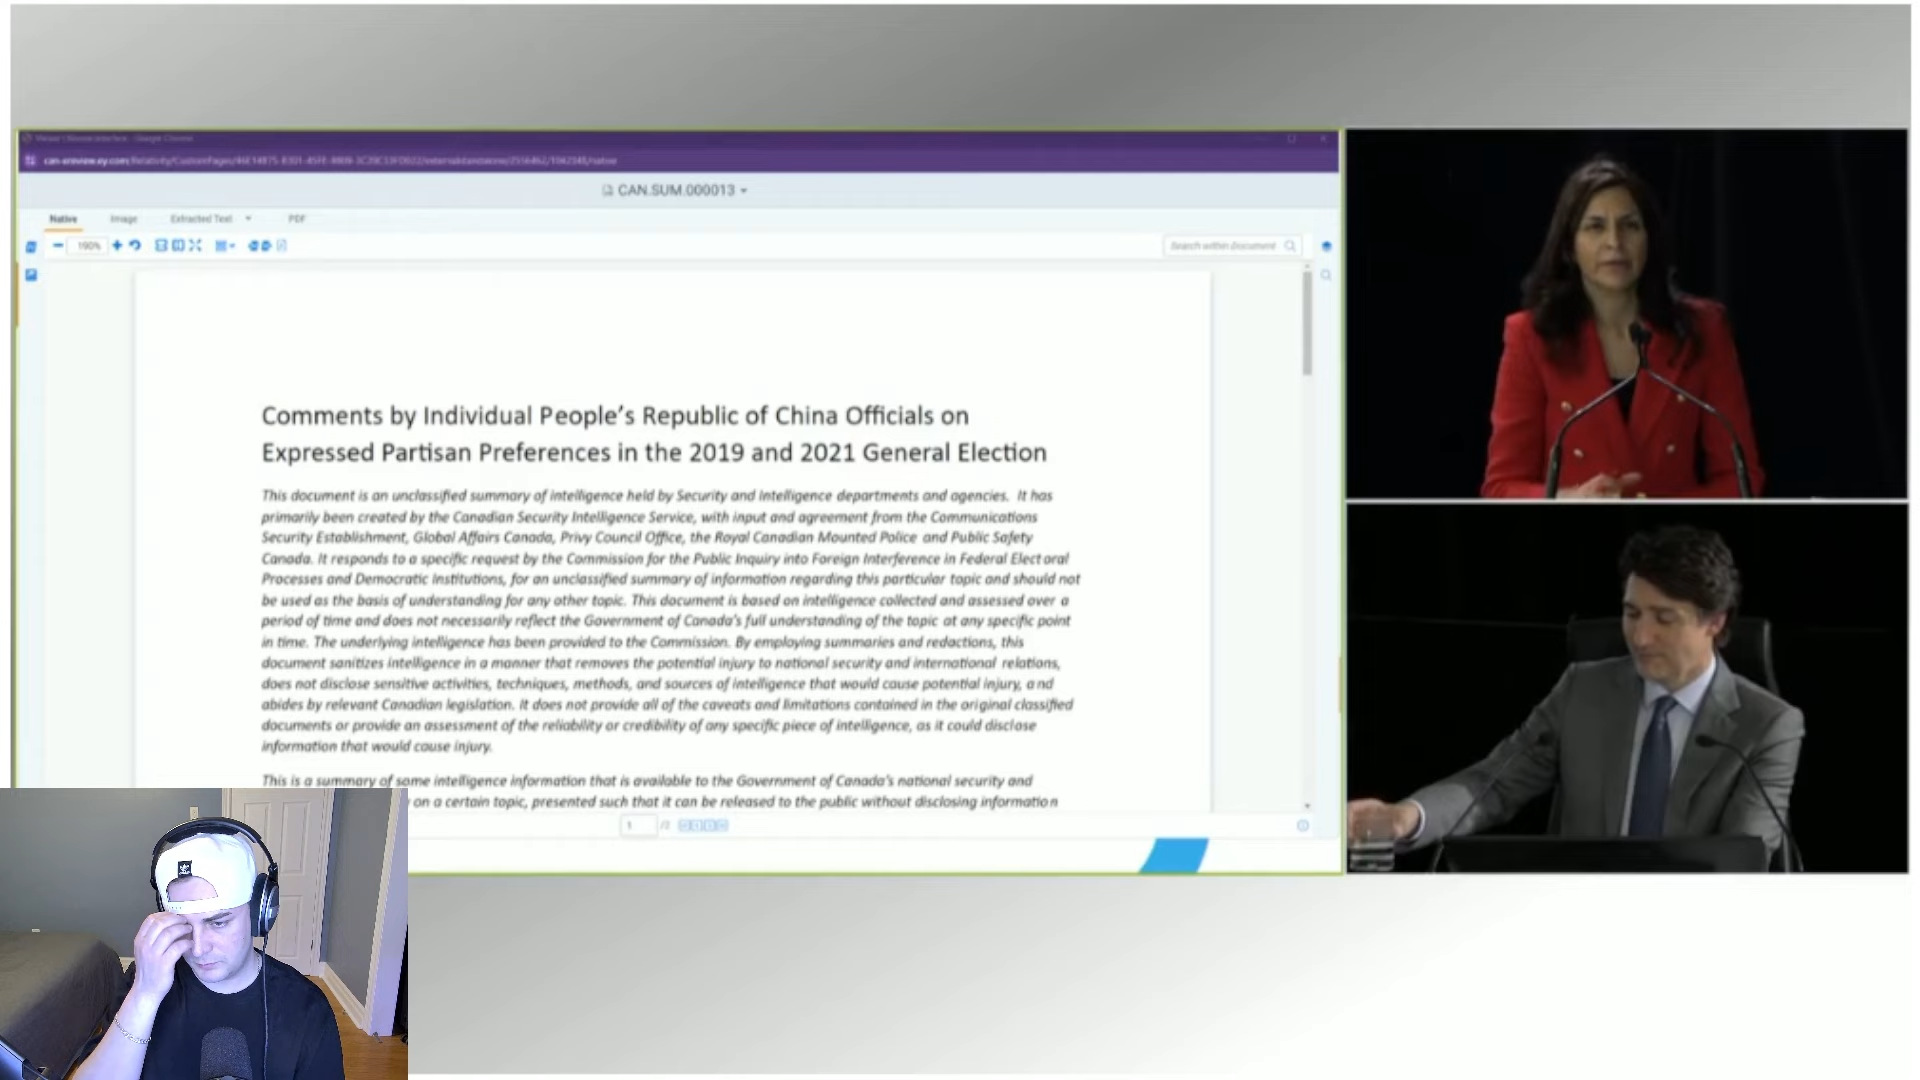 CAN.SUM.000013
Native Image Extracted Text PDF
190%
Search within Document
Comments by Individual People's Republic of China Officials on
Expressed Partisan Preferences in the 2019 and 2021 General Election
This document is an unclassified summary of intelligence held by Security and Intelligence departments and agencies. It has
primarily been created by the Canadian Security Intelligence Service, with input and agreement from the Communications
Security Establishment, Global Affairs Canada, Privy Council Office, the Royal Canadian Mounted Police and Public Safety
Canada. It responds to a specific request by the Commission for the Public Inquiry into Foreign Interference in Federal Elect oral
Processes and Democratic Institutions, for an unclassified summary of information regarding this particular topic and should not
be used as the basis of understanding for any other topic. This document is based on intelligence collected and assessed over a
period of time and does not necessarily reflect the Government of Canada's full understanding of the topic at any specific point
in time. The underlying intelligence has been provided to the Commission. By employing summaries and redactions, this
document sanitizes intelligence in a manner that removes the potential injury to national security and international relations,
does not disclose sensitive activities, techniques, methods, and sources of intelligence that would cause potential injury, and
abides by relevant Canadian legislation. It does not provide all of the caveats and limitations contained in the original classified
documents or provide an assessment of the reliability or credibility of any specific piece of intelligence, as it could disclose
information that would cause injury.
This is a summary of some intelligence information that is available to the Government of Canada's national security and
on a certain topic, presented such that it can be released to the public without disclosing information
1 /2